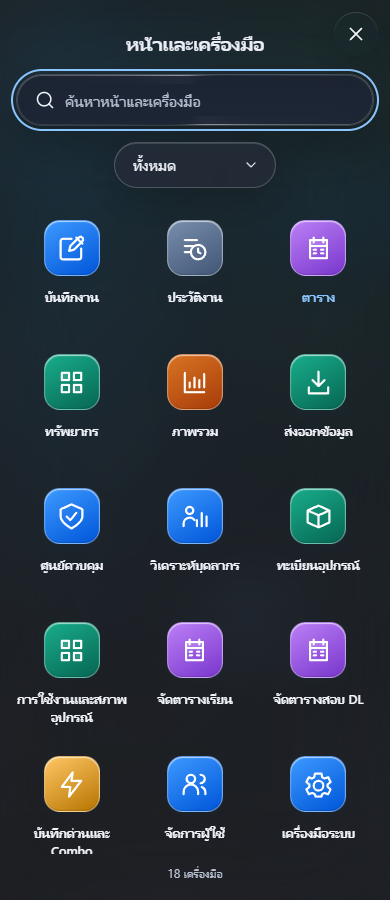 หน้าและเครื่องมือ
ค้นหาหน้าและเครื่องมือ
ทั้งหมด
บันทึกงาน
ประวัติงาน
ตาราง
ทรัพยากร
ภาพรวม
ส่งออกข้อมูล
ศูนย์ควบคุม
วิเคราะห์บุคลากร
ทะเบียนอุปกรณ์
การใช้งานและสภาพ
อุปกรณ์
จัดตารางเรียน
จัดตารางสอบ DL
บันทึกด่วนและ
Combo
จัดการผู้ใช้
เครื่องมือระบบ
18 เครื่องมือ